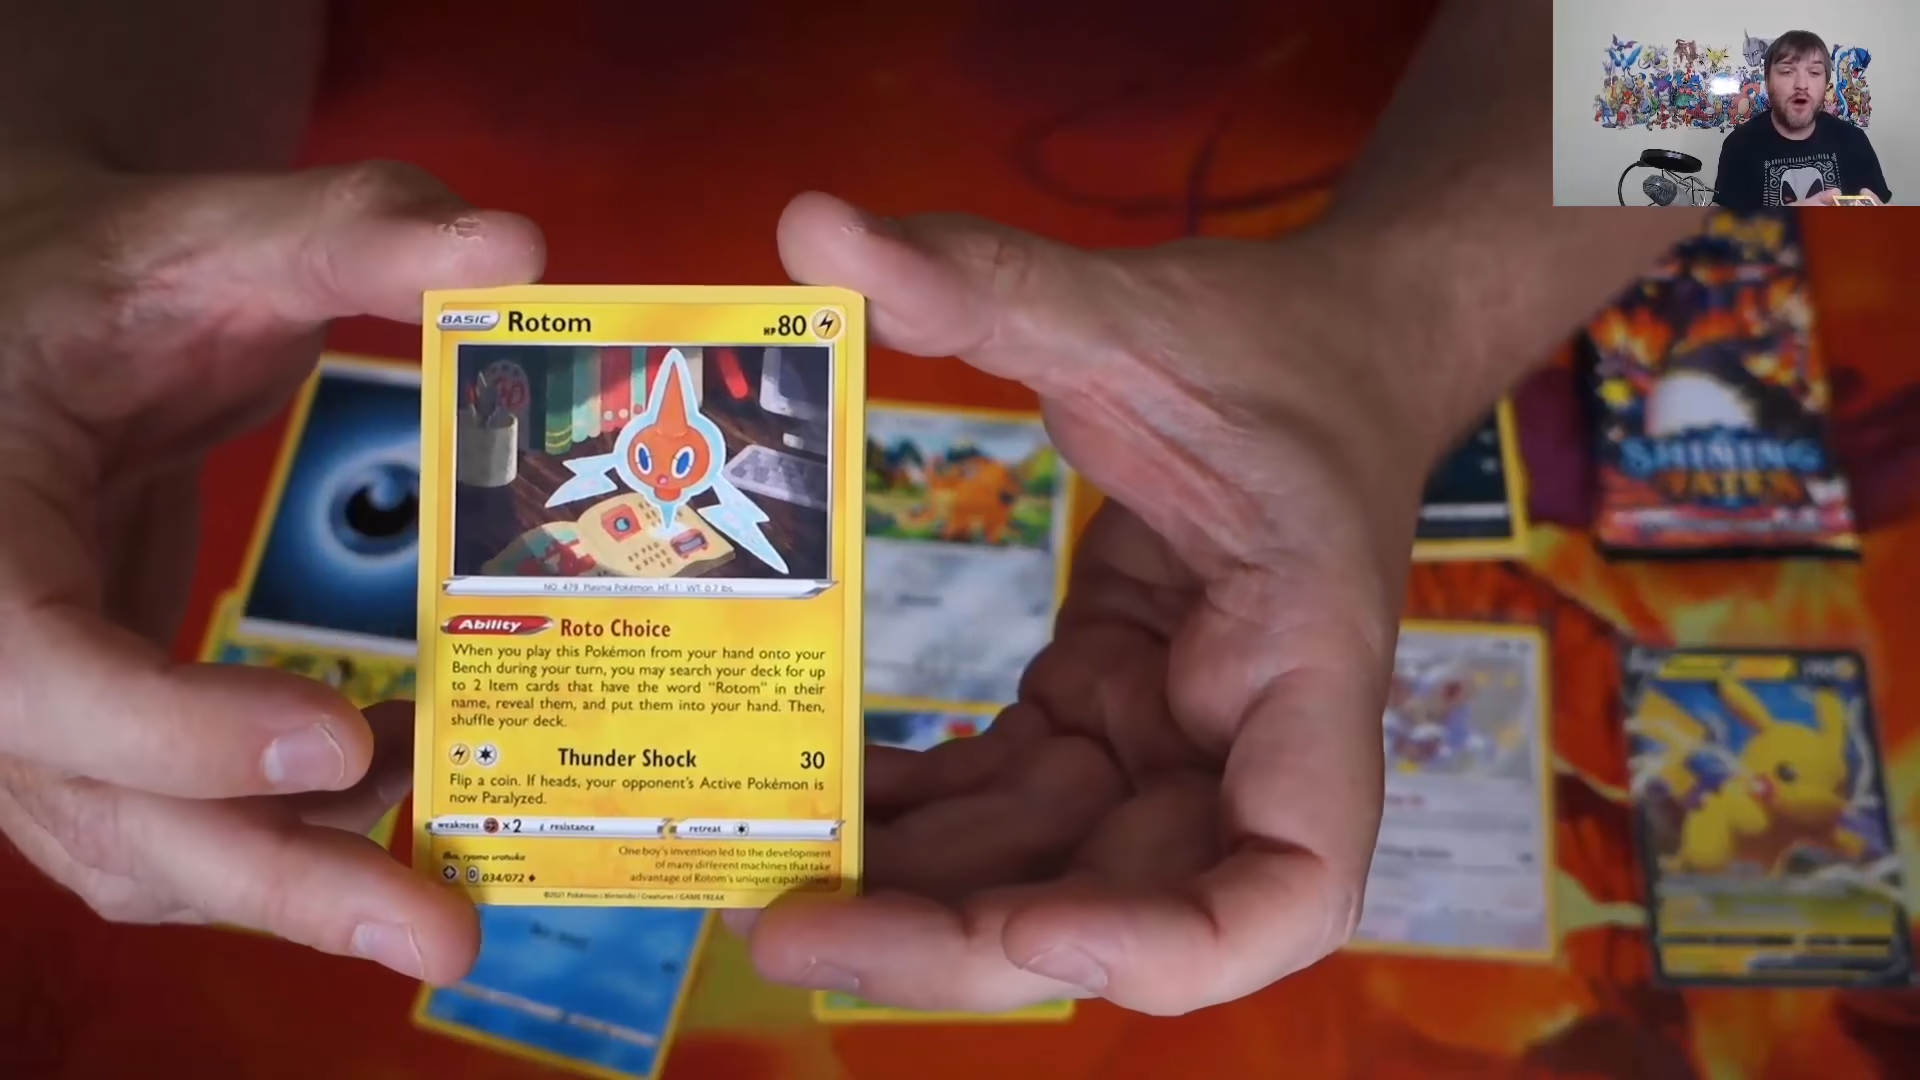 BASIC Rotom HP 80
NO. 479 Plasma Pokémon HT: 1' WT: 0.7 lbs.
Ability Roto Choice
When you play this Pokémon from your hand onto your
Bench during your turn, you may search your deck for up
to 2 Item cards that have the word “Rotom” in their
name, reveal them, and put them into your hand. Then,
shuffle your deck.
Thunder Shock 30
Flip a coin. If heads, your opponent's Active Pokémon is
now Paralyzed.
weakness ×2 resistance retreat
Illus. ryoma uratsuka
One boy's invention led to the development
of many different machines that take
advantage of Rotom's unique capabilities.
D 034/072
©2021 Pokémon / Nintendo / Creatures / GAME FREAK
SHINING
FATES